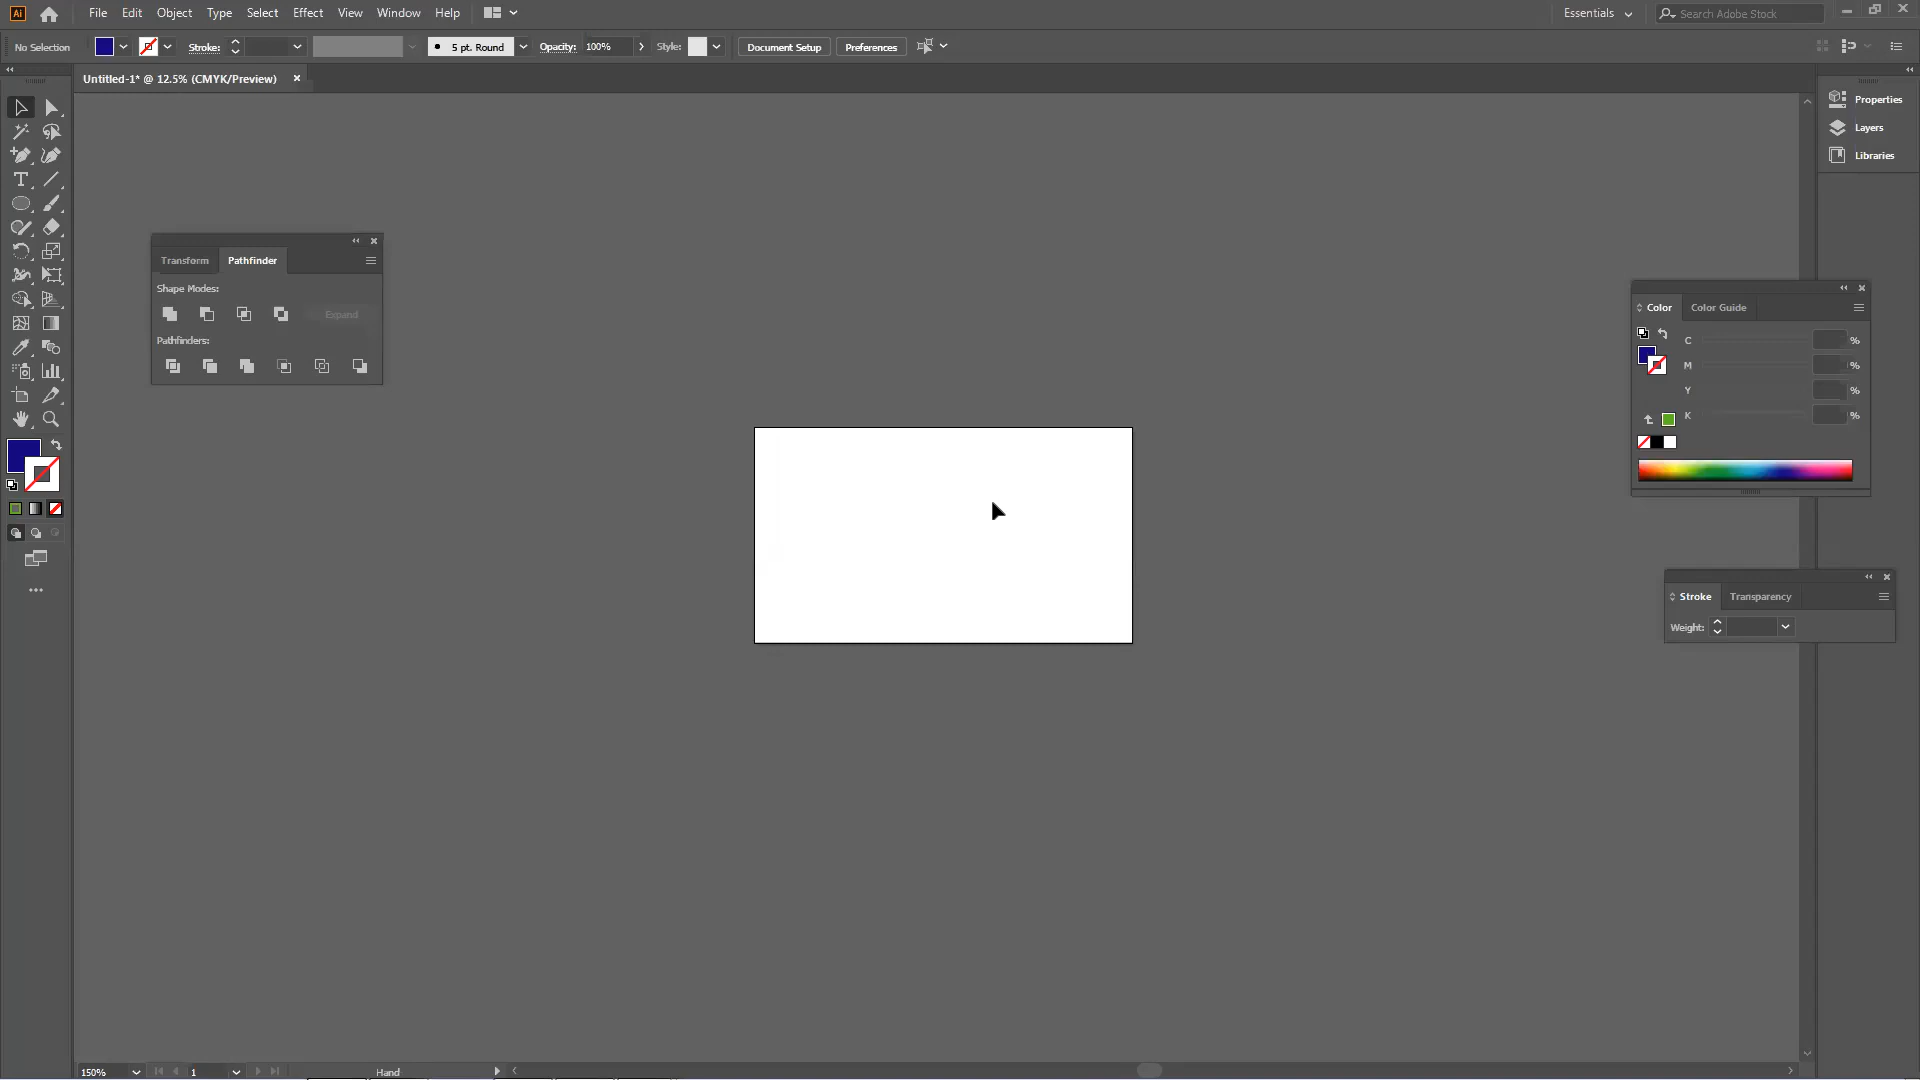 Ai File Edit Object Type Select Effect View Window Help Essentials Search Adobe Stock
No Selection Stroke: 5 pt. Round Opacity: 100% Style: Document Setup Preferences
Untitled-1* @ 12.5% (CMYK/Preview)
Properties
Layers
Libraries
Transform Pathfinder
Shape Modes:
Expand
Pathfinders:
Color Color Guide
C %
M %
Y %
K %
Stroke Transparency
Weight:
150% 1 Hand